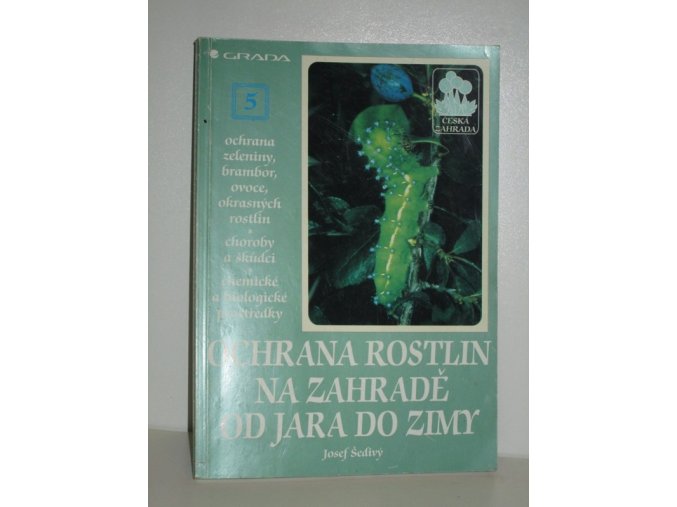 GRADA
5
ochrana
zeleniny,
brambor,
ovoce,
okrasných
rostlin
•
choroby
a škůdci
•
chemické
a biologické
prostředky
ČESKÁ
ZAHRADA
OCHRANA ROSTLIN
NA ZAHRADĚ
OD JARA DO ZIMY
Josef Šedivý